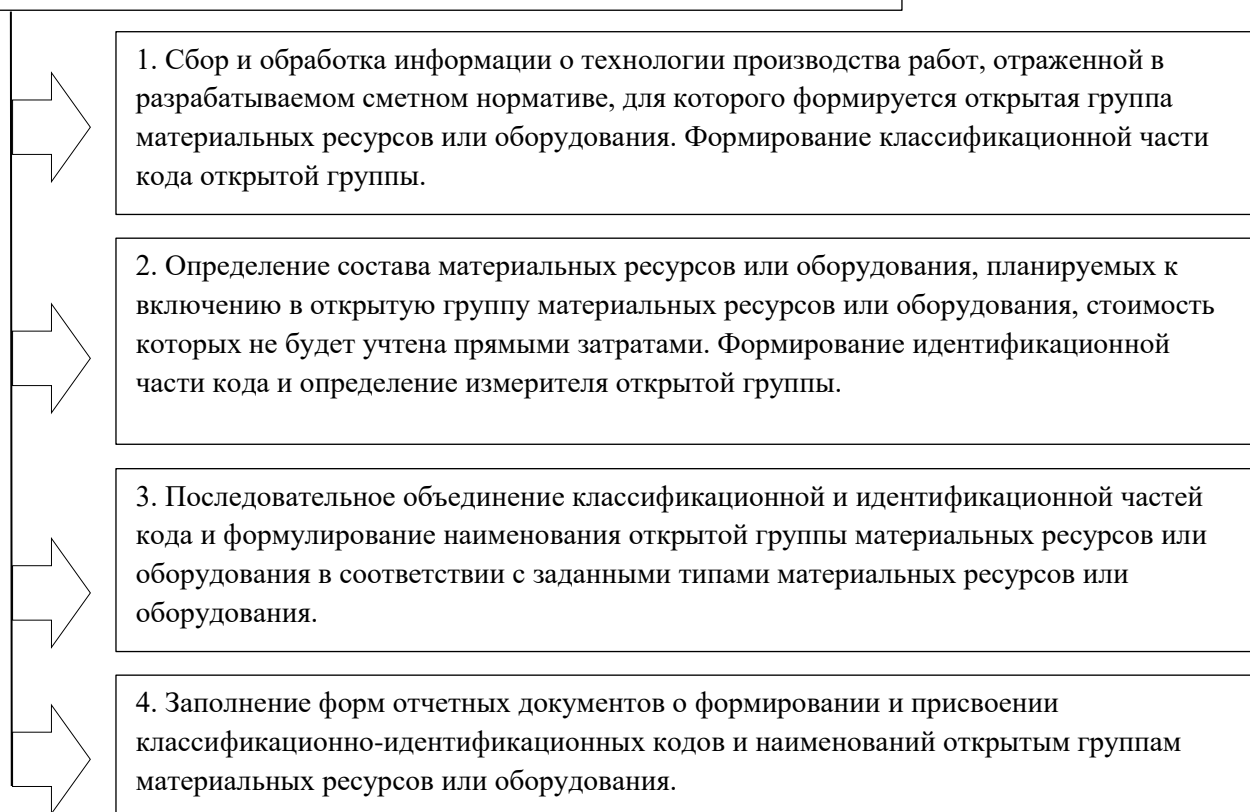 1. Сбор и обработка информации о технологии производства работ, отраженной в
разрабатываемом сметном нормативе, для которого формируется открытая группа
материальных ресурсов или оборудования. Формирование классификационной части
кода открытой группы.
2. Определение состава материальных ресурсов или оборудования, планируемых к
включению в открытую группу материальных ресурсов или оборудования, стоимость
которых не будет учтена прямыми затратами. Формирование идентификационной
части кода и определение измерителя открытой группы.
3. Последовательное объединение классификационной и идентификационной частей
кода и формулирование наименования открытой группы материальных ресурсов или
оборудования в соответствии с заданными типами материальных ресурсов или
оборудования.
4. Заполнение форм отчетных документов о формировании и присвоении
классификационно-идентификационных кодов и наименований открытым группам
материальных ресурсов или оборудования.